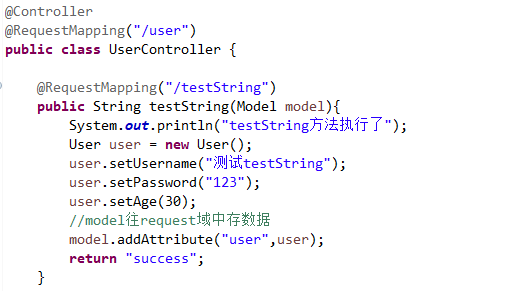 @Controller
@RequestMapping("/user")
public class UserController {
@RequestMapping("/testString")
public String testString(Model model){
System.out.println("testString方法执行了");
User user = new User();
user.setUsername("测试testString");
user.setPassword("123");
user.setAge(30);
//model往request域中存数据
model.addAttribute("user",user);
return "success";
}